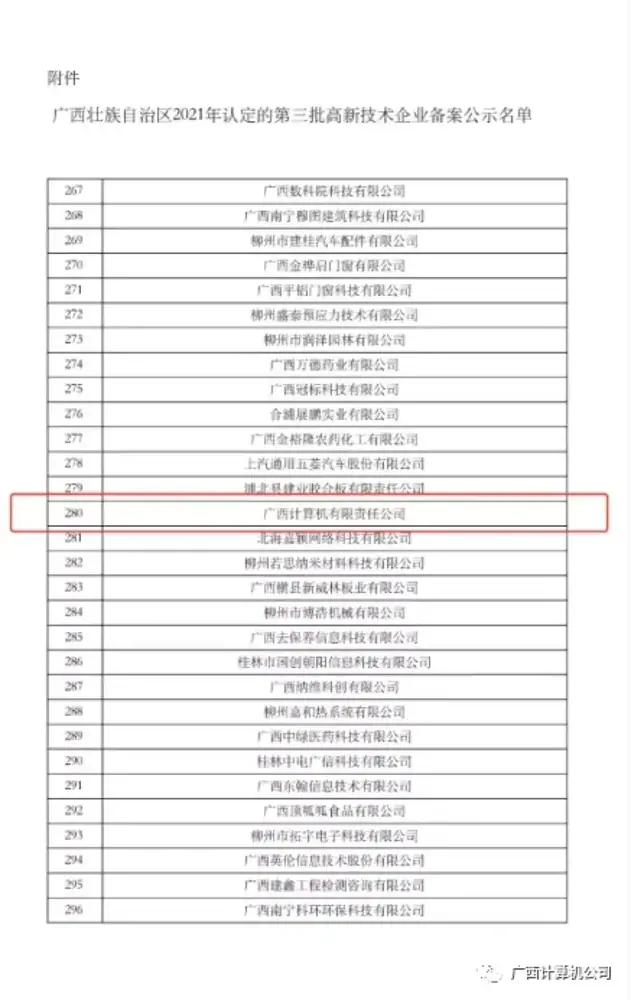 附件
广西壮族自治区2021年认定的第三批高新技术企业备案公示名单
267 广西数科院科技有限公司
268 广西南宁穆图建筑科技有限公司
269 柳州市建桂汽车配件有限公司
270 广西金烨启门窗有限公司
271 广西平铝门窗科技有限公司
272 柳州盛泰预应力技术有限公司
273 柳州市润泽园林有限公司
274 广西万德药业有限公司
275 广西冠标科技有限公司
276 合浦展鹏实业有限公司
277 广西金裕隆农药化工有限公司
278 上汽通用五菱汽车股份有限公司
279 浦北县建业胶合板有限责任公司
280 广西计算机有限责任公司
281 北海嘉颖网络科技有限公司
282 柳州若思纳米材料科技有限公司
283 广西横县新威林板业有限公司
284 柳州市博浩机械有限公司
285 广西去保养信息科技有限公司
286 桂林市国创朝阳信息科技有限公司
287 广西纳维科创有限公司
288 柳州嘉和热系统有限公司
289 广西中绿医药科技有限公司
290 桂林中电广信科技有限公司
291 广西东翰信息技术有限公司
292 广西顶呱呱食品有限公司
293 柳州市拓宇电子科技有限公司
294 广西英伦信息技术股份有限公司
295 广西建鑫工程检测咨询有限公司
296 广西南宁科环环保科技有限公司
广西计算机公司